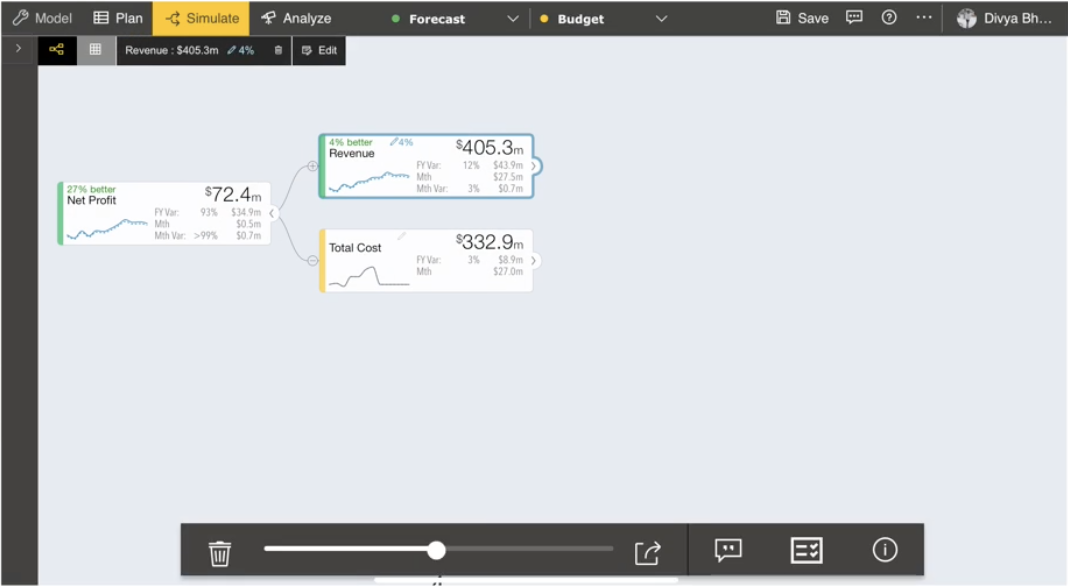 Model Plan Simulate Analyze Forecast Budget Save Divya Bh...
Revenue : $405.3m 4% Edit
4% better 4% $405.3m
Revenue
FY Var: 12% $43.9m
Mth $27.5m
Mth Var: 3% $0.7m
27% better $72.4m
Net Profit
FY Var: 93% $34.9m
Mth $0.5m
Mth Var: >99% $0.7m
Total Cost $332.9m
FY Var: 3% $8.9m
Mth $27.0m